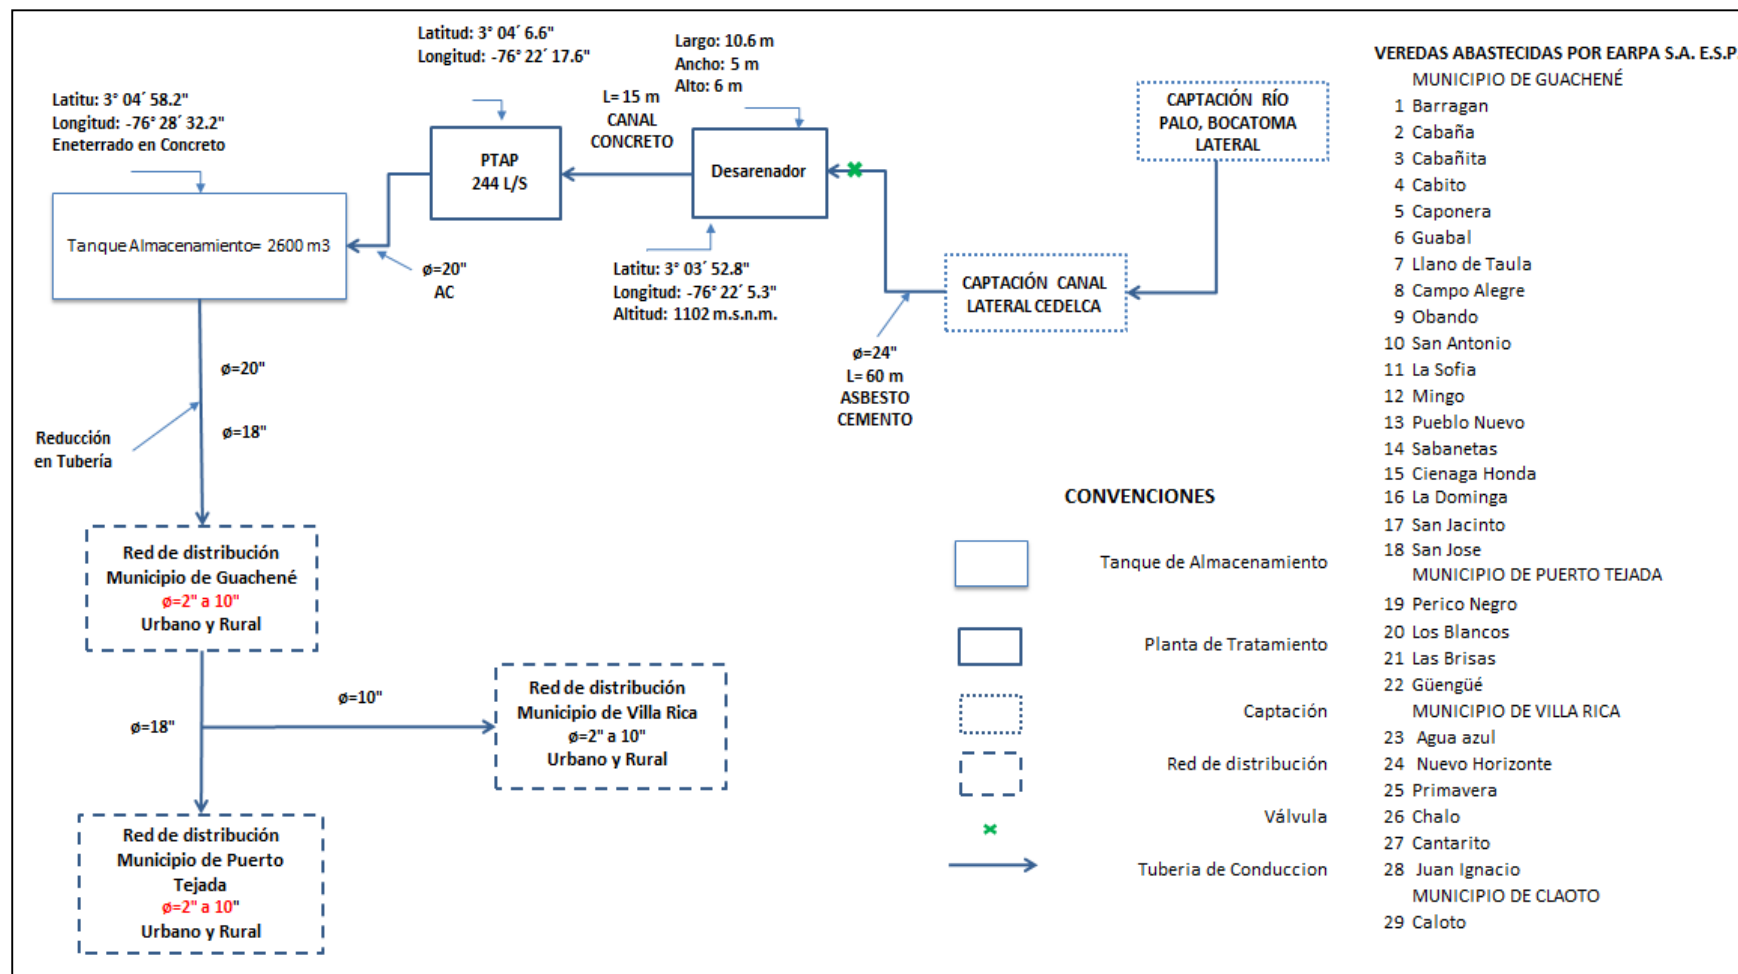 Latitud: 3° 04´ 6.6"
Longitud: -76° 22´ 17.6"
Largo: 10.6 m
Ancho: 5 m
Alto: 6 m
Latitu: 3° 04´ 58.2"
Longitud: -76° 28´ 32.2"
Eneterrado en Concreto
L= 15 m
CANAL
CONCRETO
CAPTACIÓN RÍO
PALO, BOCATOMA
LATERAL
PTAP
244 L/S
Desarenador
Tanque Almacenamiento= 2600 m3
ø=20"
AC
Latitu: 3° 03´ 52.8"
Longitud: -76° 22´ 5.3"
Altitud: 1102 m.s.n.m.
CAPTACIÓN CANAL
LATERAL CEDELCA
ø=24"
L= 60 m
ASBESTO
CEMENTO
ø=20"
ø=18"
Reducción
en Tubería
Red de distribución
Municipio de Guachené
ø=2" a 10"
Urbano y Rural
ø=10"
ø=18"
Red de distribución
Municipio de Villa Rica
ø=2" a 10"
Urbano y Rural
Red de distribución
Municipio de Puerto
Tejada
ø=2" a 10"
Urbano y Rural
CONVENCIONES
Tanque de Almacenamiento
Planta de Tratamiento
Captación
Red de distribución
Válvula
Tuberia de Conduccion
VEREDAS ABASTECIDAS POR EARPA S.A. E.S.P.
MUNICIPIO DE GUACHENÉ
1 Barragan
2 Cabaña
3 Cabañita
4 Cabito
5 Caponera
6 Guabal
7 Llano de Taula
8 Campo Alegre
9 Obando
10 San Antonio
11 La Sofia
12 Mingo
13 Pueblo Nuevo
14 Sabanetas
15 Cienaga Honda
16 La Dominga
17 San Jacinto
18 San Jose
MUNICIPIO DE PUERTO TEJADA
19 Perico Negro
20 Los Blancos
21 Las Brisas
22 Güengüé
MUNICIPIO DE VILLA RICA
23 Agua azul
24 Nuevo Horizonte
25 Primavera
26 Chalo
27 Cantarito
28 Juan Ignacio
MUNICIPIO DE CLAOTO
29 Caloto